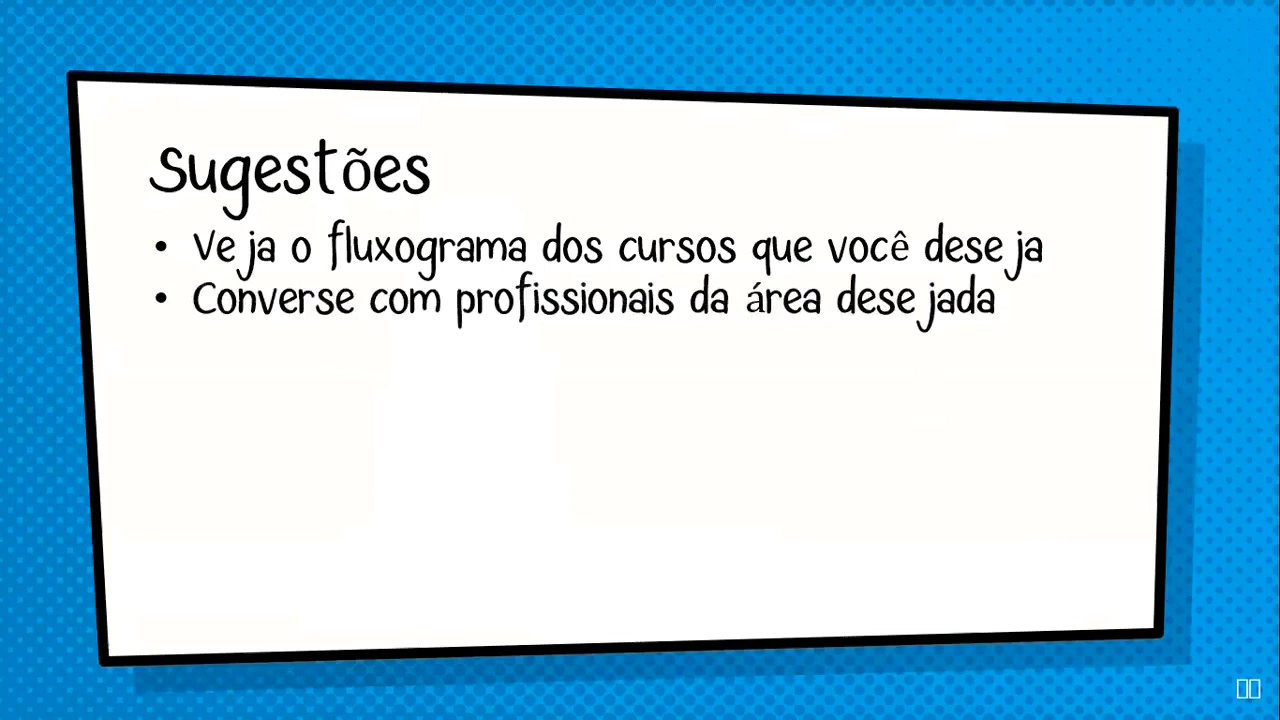 Sugestões
• Veja o fluxograma dos cursos que você deseja
• Converse com profissionais da área desejada